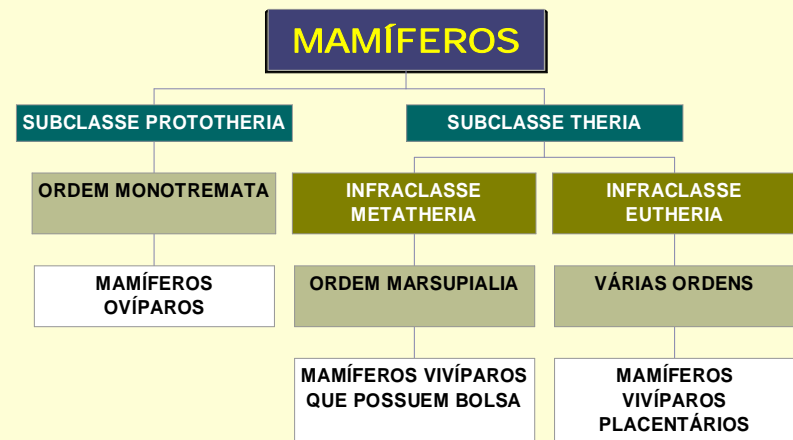 MAMÍFEROS
SUBCLASSE PROTOTHERIA
SUBCLASSE THERIA
ORDEM MONOTREMATA
INFRACLASSE
METATHERIA
INFRACLASSE
EUTHERIA
MAMÍFEROS
OVÍPAROS
ORDEM MARSUPIALIA
VÁRIAS ORDENS
MAMÍFEROS VIVÍPAROS
QUE POSSUEM BOLSA
MAMÍFEROS
VIVÍPAROS
PLACENTÁRIOS